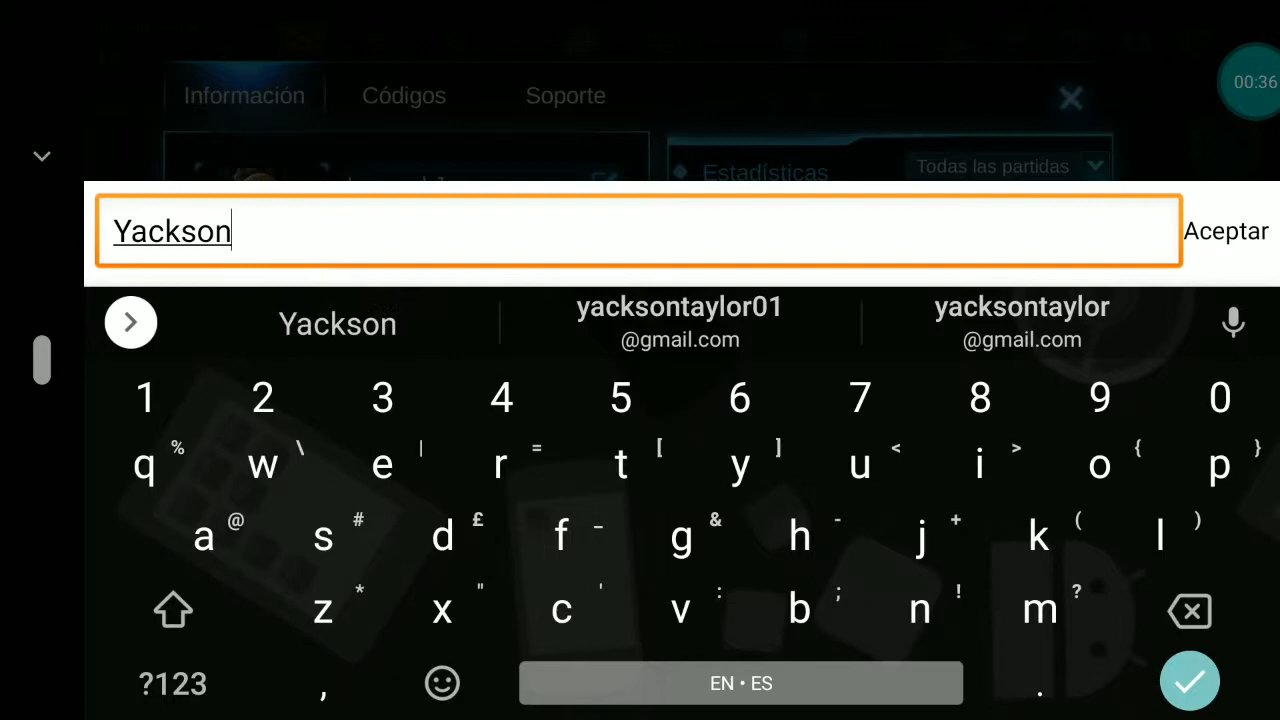 Información Códigos Soporte
00:36
Estadísticas Todas las partidas
Yackson Aceptar
Yackson yacksontaylor01 yacksontaylor
@gmail.com @gmail.com
1 2 3 4 5 6 7 8 9 0
% \ | = [ ] < > { }
q w e r t y u i o p
@ # £ _ & - + ( )
a s d f g h j k l
* " ' : ; ! ?
z x c v b n m
?123 , EN • ES .